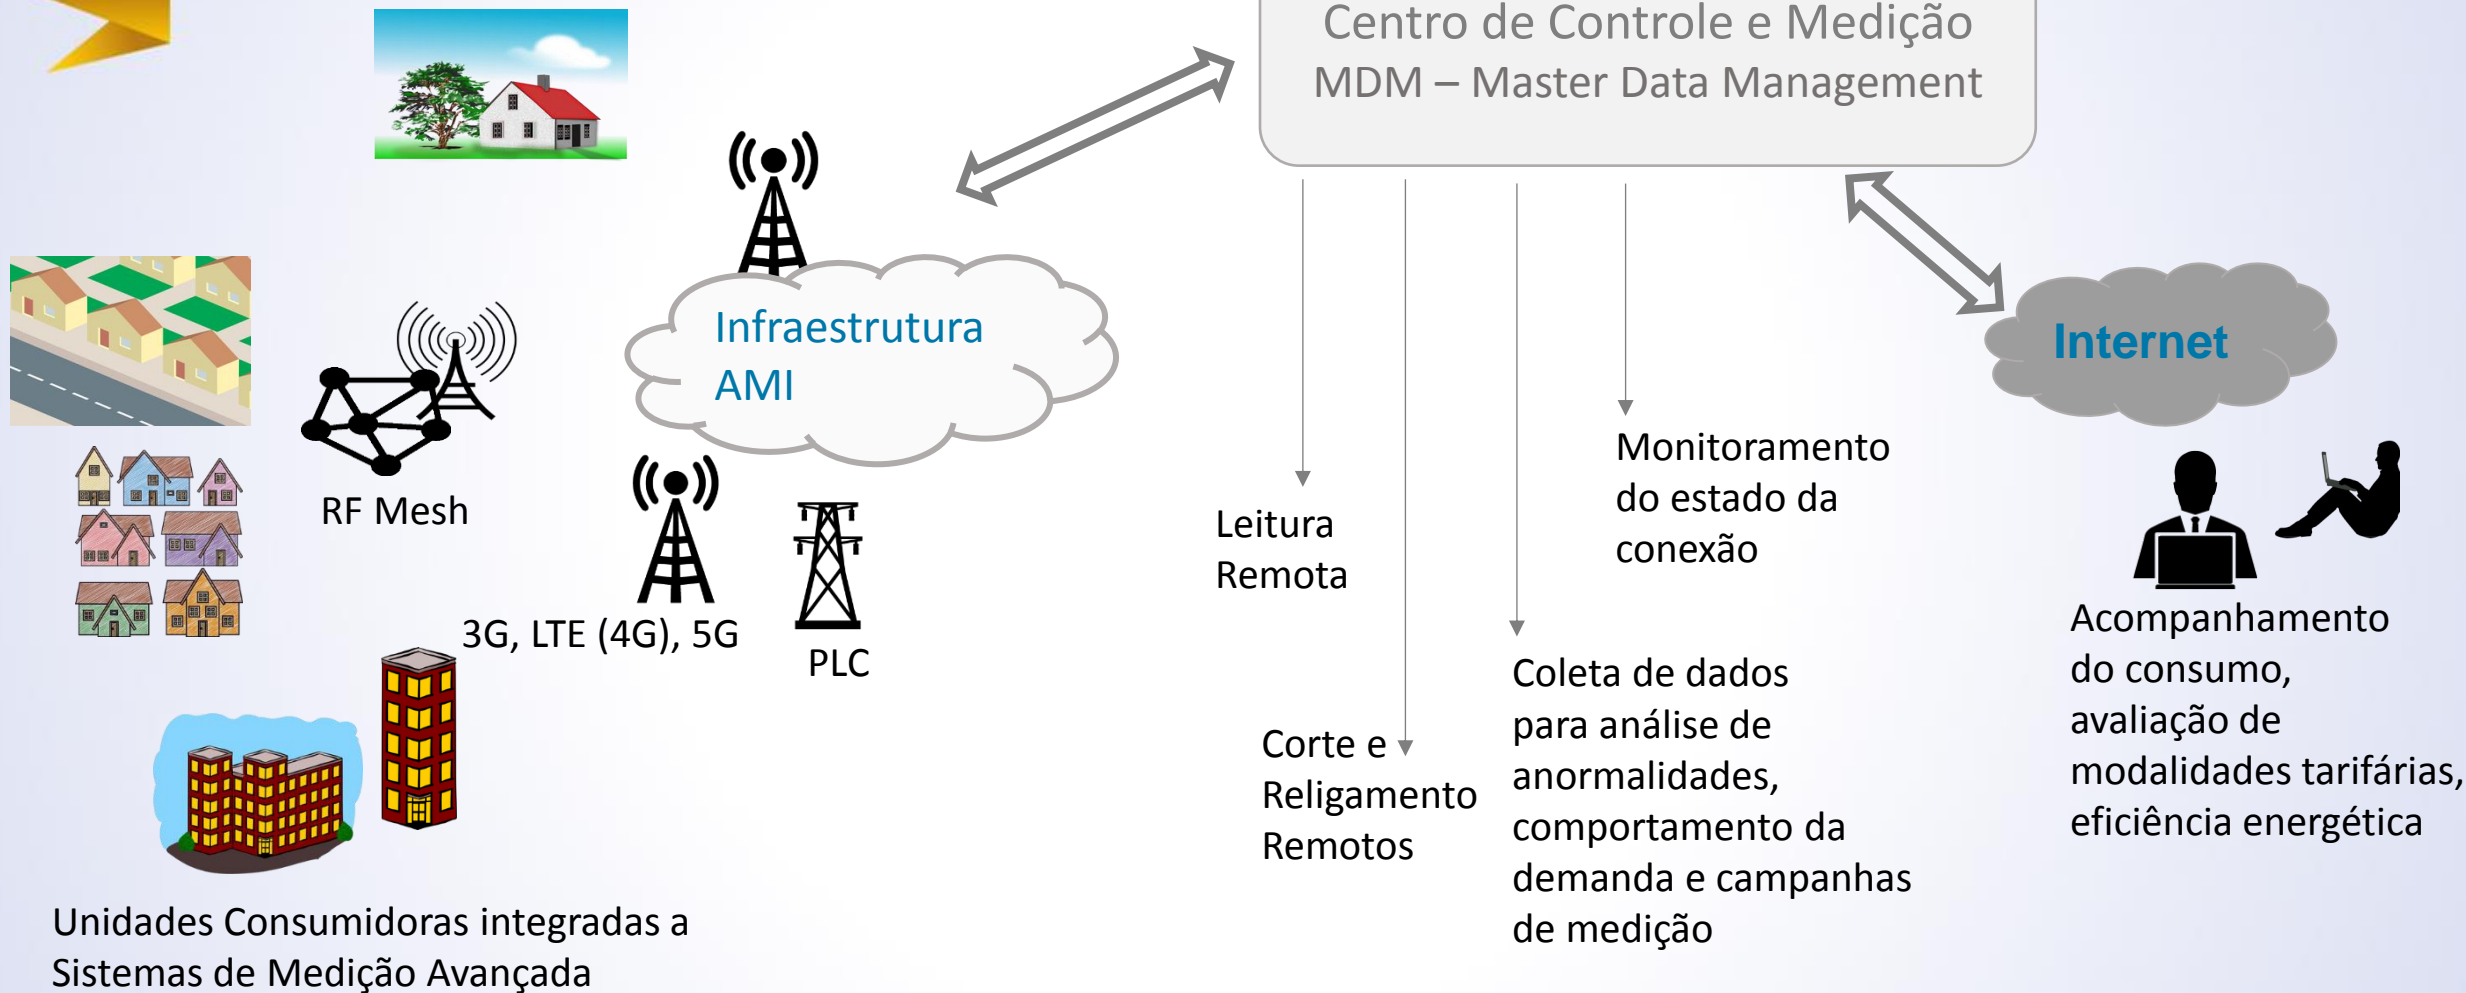 Centro de Controle e Medição
MDM – Master Data Management
Infraestrutura
AMI
Internet
RF Mesh
3G, LTE (4G), 5G
PLC
Leitura
Remota
Corte e
Religamento
Remotos
Coleta de dados
para análise de
anormalidades,
comportamento da
demanda e campanhas
de medição
Monitoramento
do estado da
conexão
Acompanhamento
do consumo,
avaliação de
modalidades tarifárias,
eficiência energética
Unidades Consumidoras integradas a
Sistemas de Medição Avançada